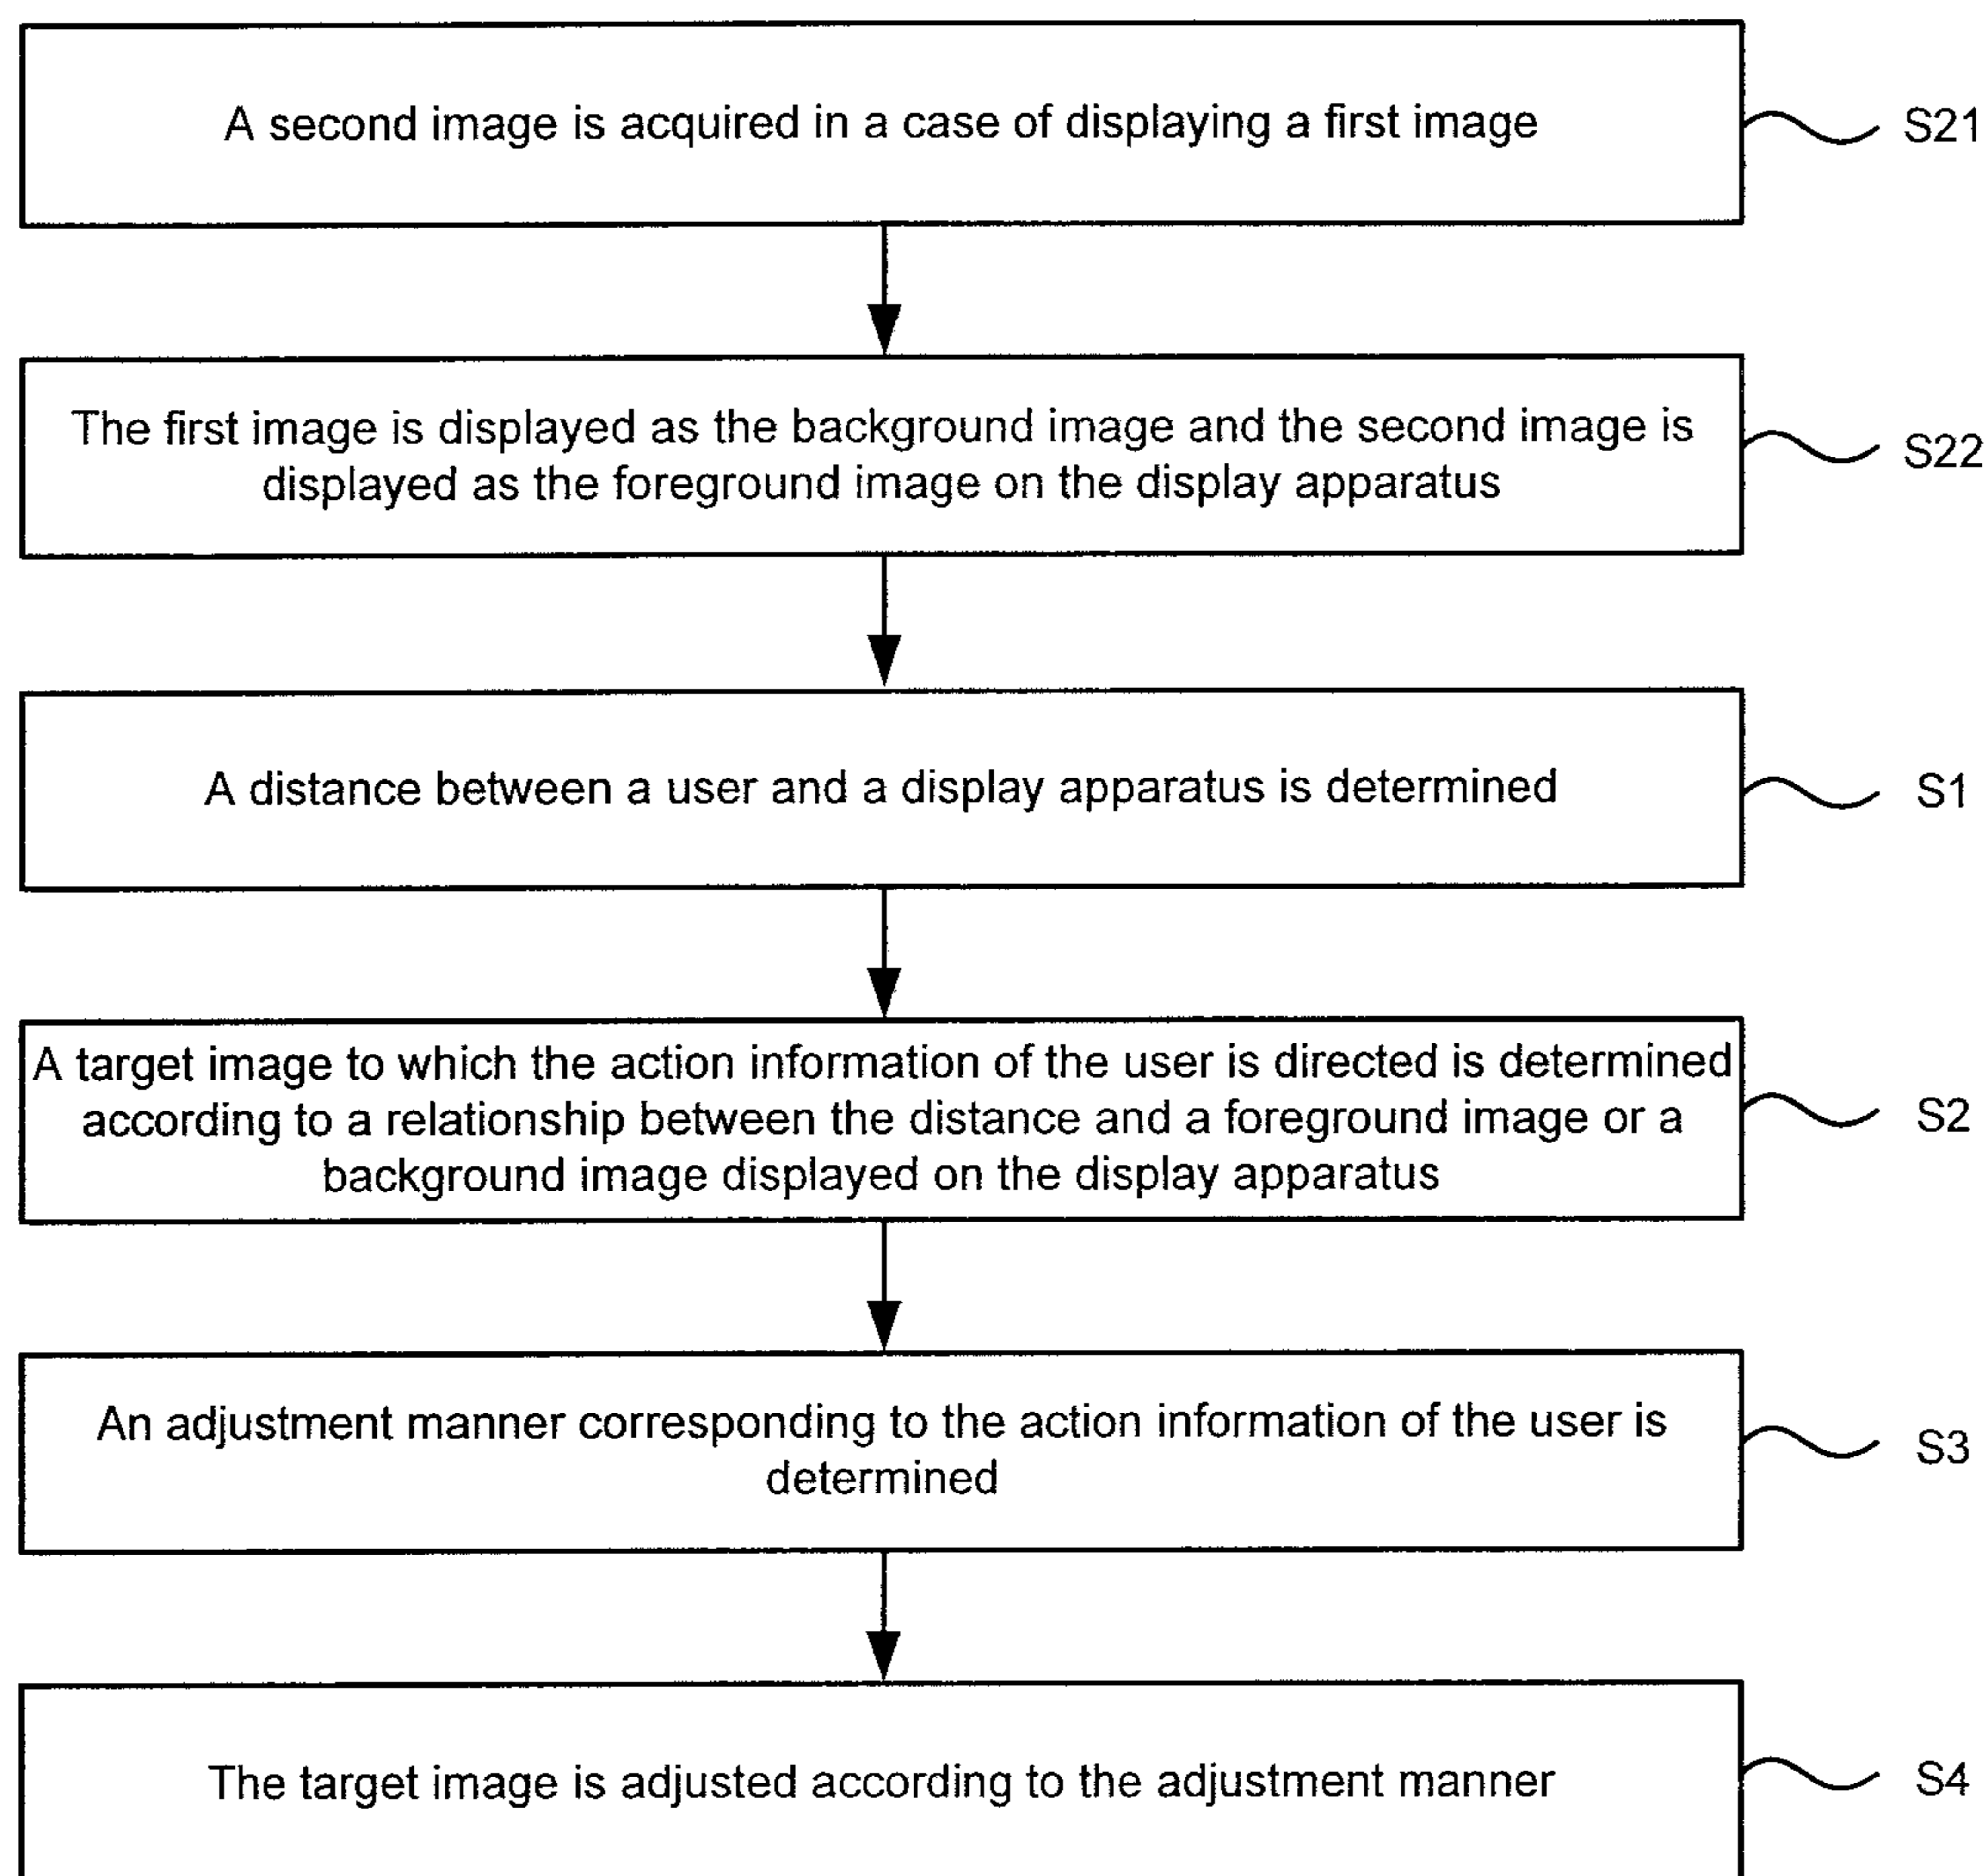 A second image is acquired in a case of displaying a first image
S21
The first image is displayed as the background image and the second image is
displayed as the foreground image on the display apparatus
S22
A distance between a user and a display apparatus is determined
S1
A target image to which the action information of the user is directed is determined
according to a relationship between the distance and a foreground image or a
background image displayed on the display apparatus
S2
An adjustment manner corresponding to the action information of the user is
determined
S3
The target image is adjusted according to the adjustment manner
S4